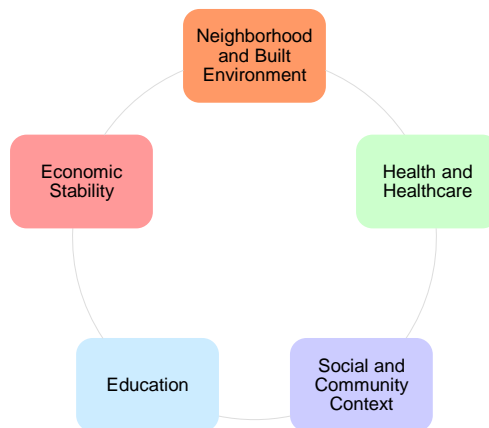 Neighborhood
and Built
Environment
Economic
Stability
Health and
Healthcare
Education
Social and
Community
Context